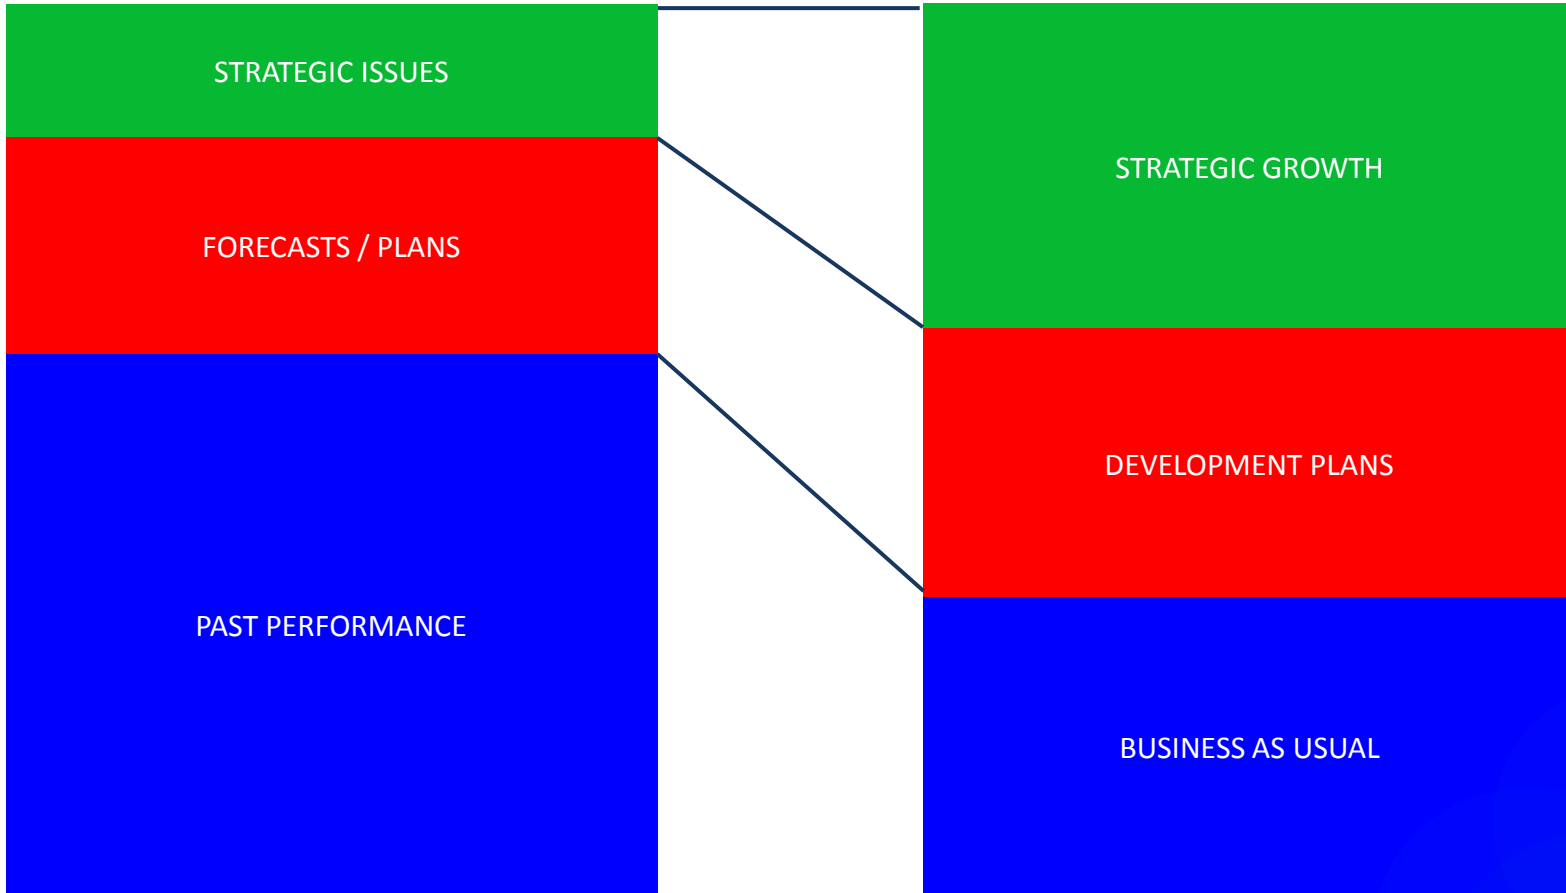 STRATEGIC ISSUES
FORECASTS / PLANS
PAST PERFORMANCE
STRATEGIC GROWTH
DEVELOPMENT PLANS
BUSINESS AS USUAL